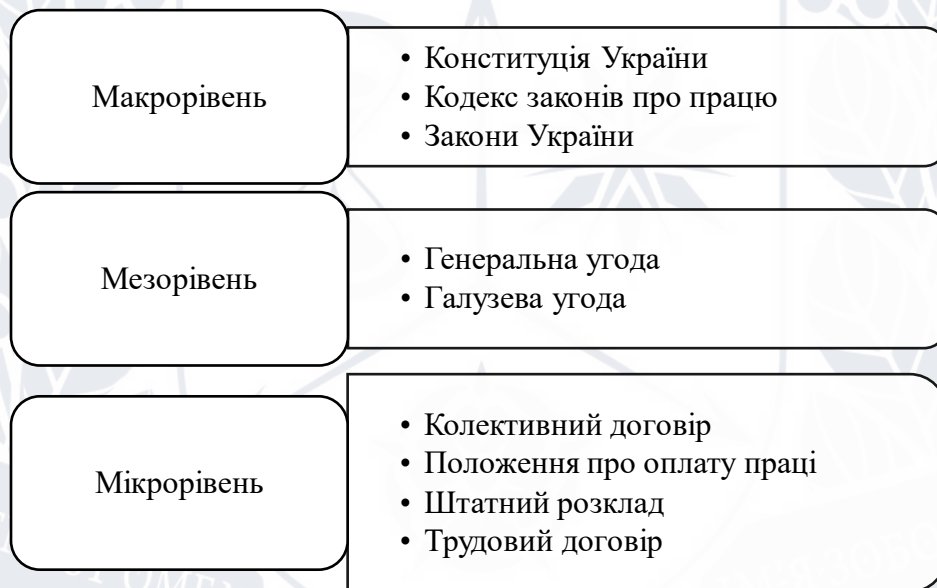 Макрорівень
• Конституція України
• Кодекс законів про працю
• Закони України
Мезорівень
• Генеральна угода
• Галузева угода
Мікрорівень
• Колективний договір
• Положення про оплату праці
• Штатний розклад
• Трудовий договір